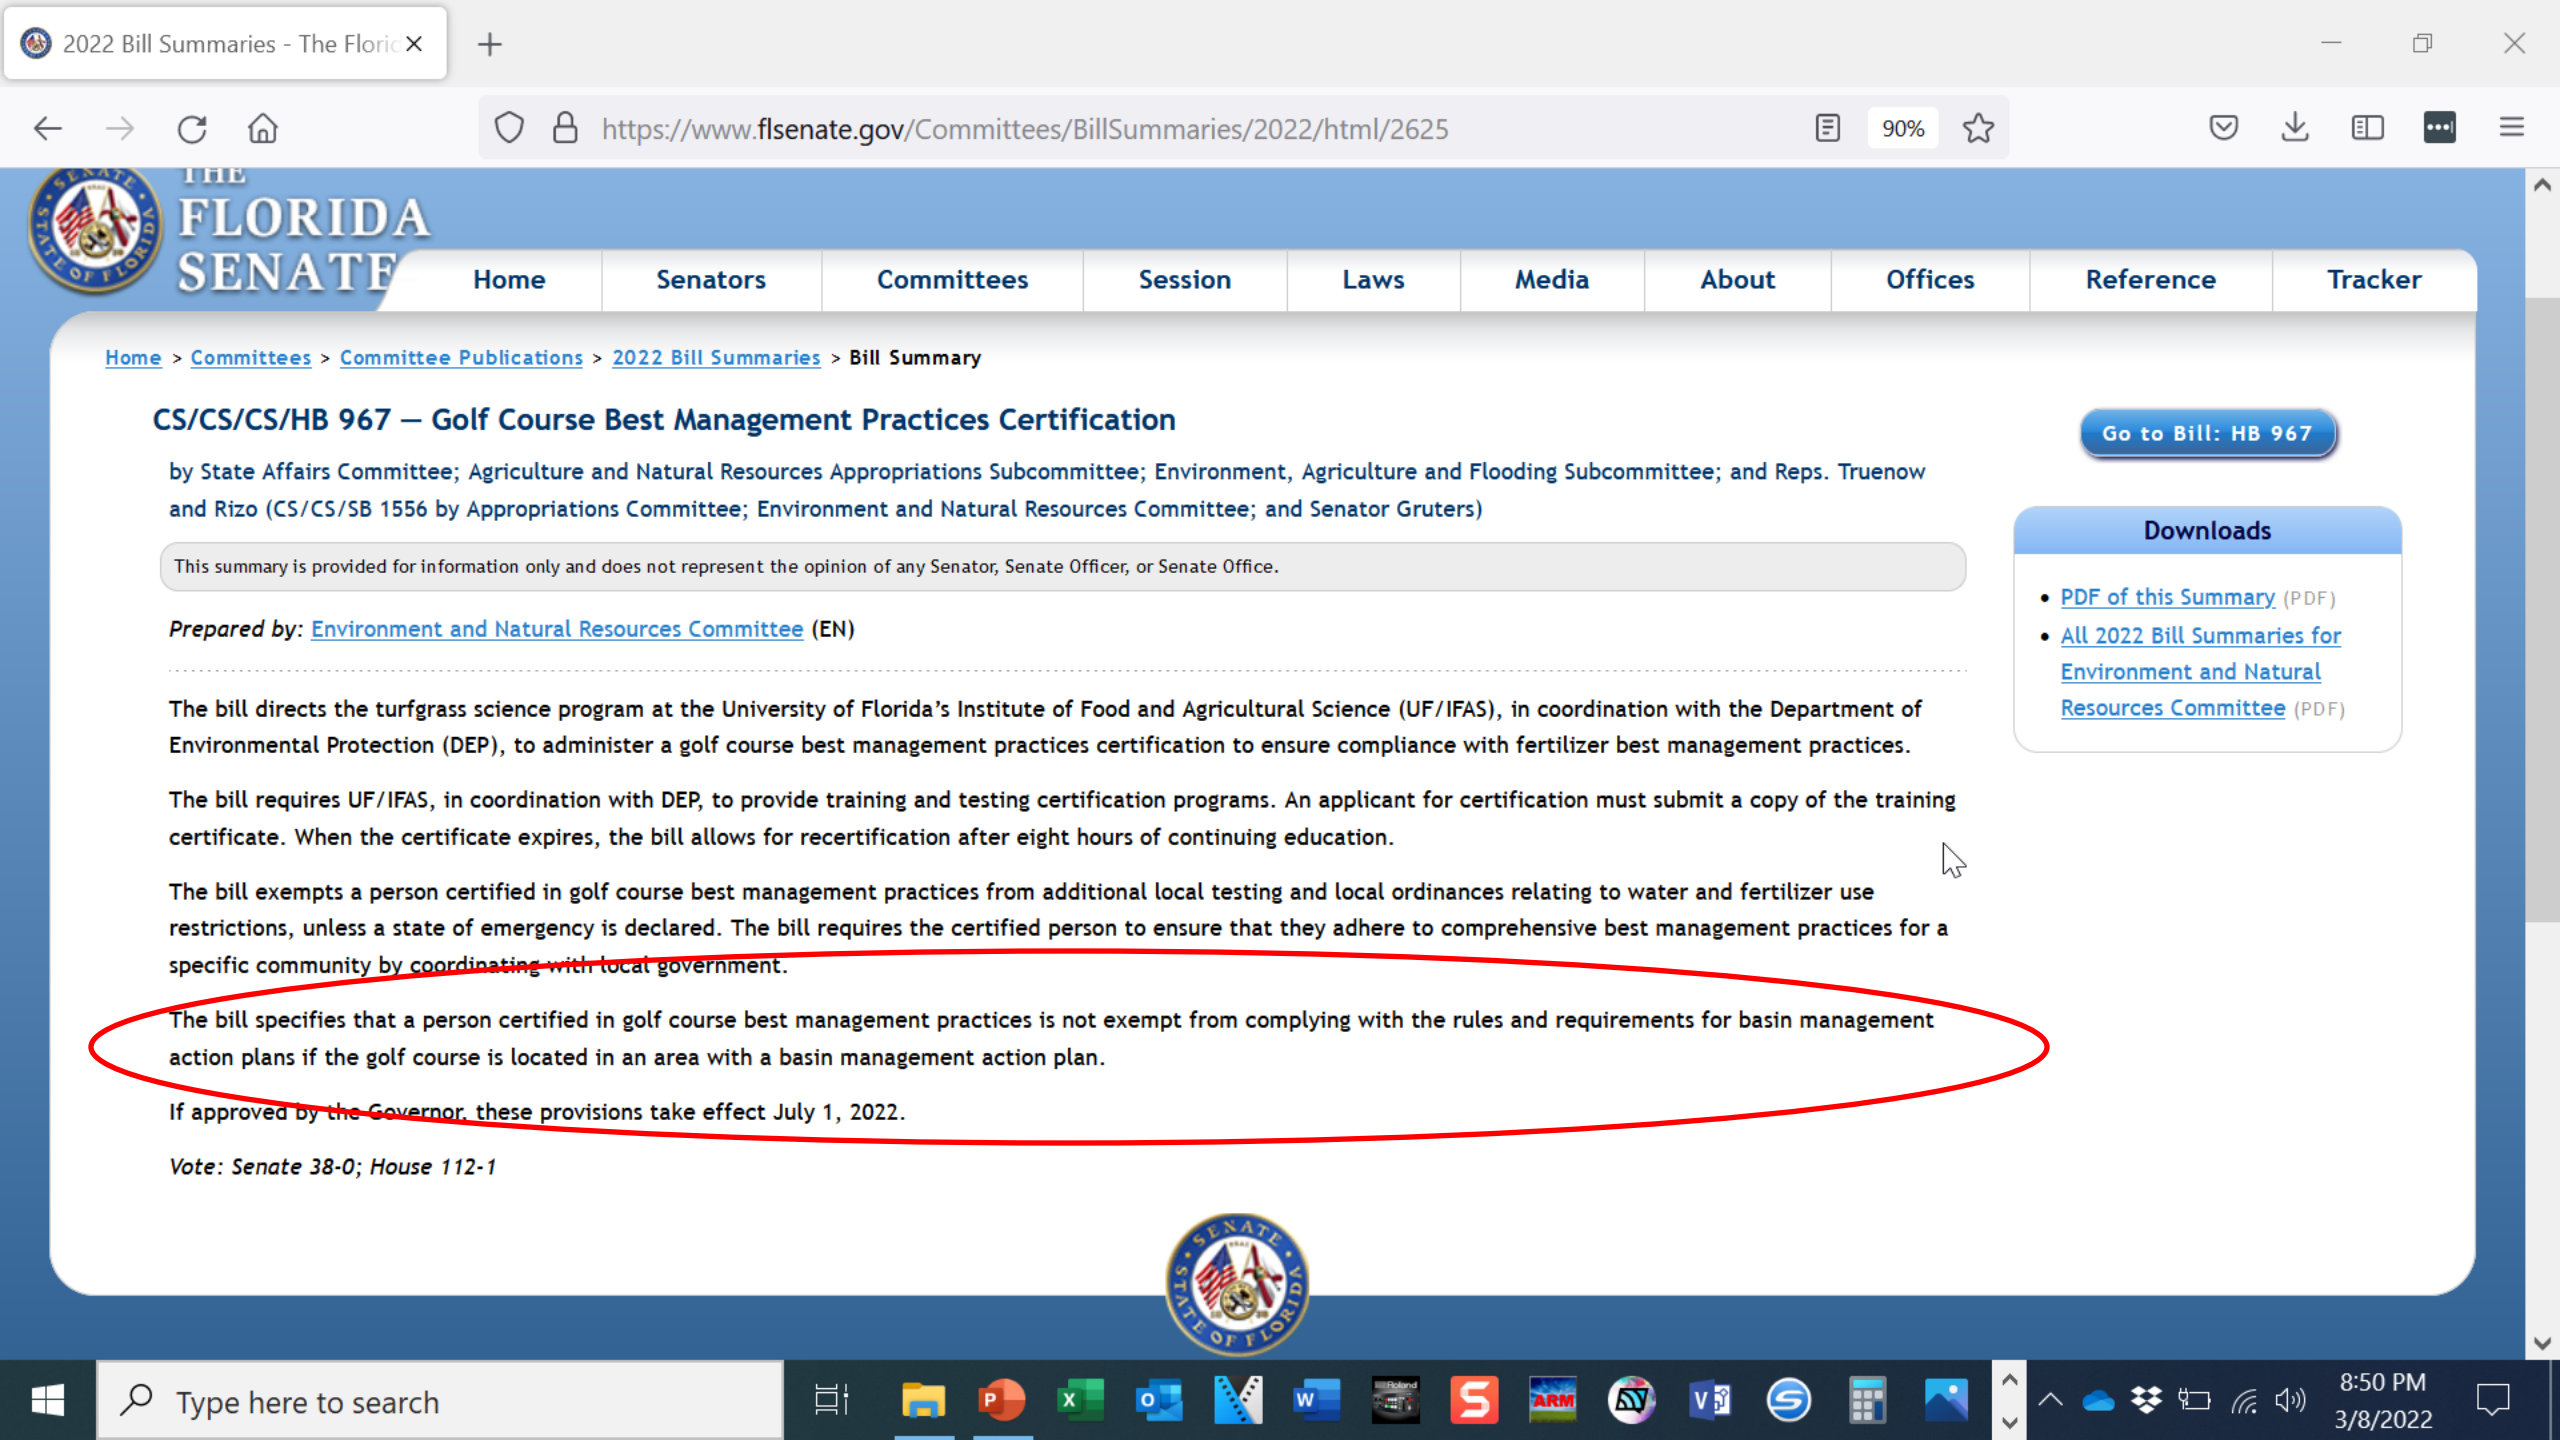 2022 Bill Summaries - The Florid
https://www.flsenate.gov/Committees/BillSummaries/2022/html/2625
90%
THE
FLORIDA
SENATE
Home
Senators
Committees
Session
Laws
Media
About
Offices
Reference
Tracker
Home > Committees > Committee Publications > 2022 Bill Summaries > Bill Summary
CS/CS/CS/HB 967 — Golf Course Best Management Practices Certification
by State Affairs Committee; Agriculture and Natural Resources Appropriations Subcommittee; Environment, Agriculture and Flooding Subcommittee; and Reps. Truenow
and Rizo (CS/CS/SB 1556 by Appropriations Committee; Environment and Natural Resources Committee; and Senator Gruters)
This summary is provided for information only and does not represent the opinion of any Senator, Senate Officer, or Senate Office.
Prepared by: Environment and Natural Resources Committee (EN)
The bill directs the turfgrass science program at the University of Florida’s Institute of Food and Agricultural Science (UF/IFAS), in coordination with the Department of
Environmental Protection (DEP), to administer a golf course best management practices certification to ensure compliance with fertilizer best management practices.
The bill requires UF/IFAS, in coordination with DEP, to provide training and testing certification programs. An applicant for certification must submit a copy of the training
certificate. When the certificate expires, the bill allows for recertification after eight hours of continuing education.
The bill exempts a person certified in golf course best management practices from additional local testing and local ordinances relating to water and fertilizer use
restrictions, unless a state of emergency is declared. The bill requires the certified person to ensure that they adhere to comprehensive best management practices for a
specific community by coordinating with local government.
The bill specifies that a person certified in golf course best management practices is not exempt from complying with the rules and requirements for basin management
action plans if the golf course is located in an area with a basin management action plan.
If approved by the Governor, these provisions take effect July 1, 2022.
Vote: Senate 38-0; House 112-1
Go to Bill: HB 967
Downloads
PDF of this Summary (PDF)
All 2022 Bill Summaries for
Environment and Natural
Resources Committee (PDF)
SENATE
STATE OF FLORIDA
Type here to search
Roland
ARM
8:50 PM
3/8/2022